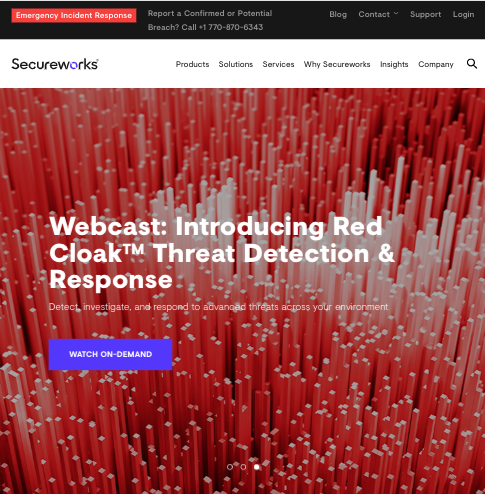 Emergency Incident Response
Report a Confirmed or Potential
Breach? Call +1 770-870-6343
Blog Contact Support Login
Secureworks®
Products Solutions Services Why Secureworks Insights Company
Webcast: Introducing Red
Cloak™ Threat Detection &
Response
Detect, investigate, and respond to advanced threats across your environment
WATCH ON-DEMAND